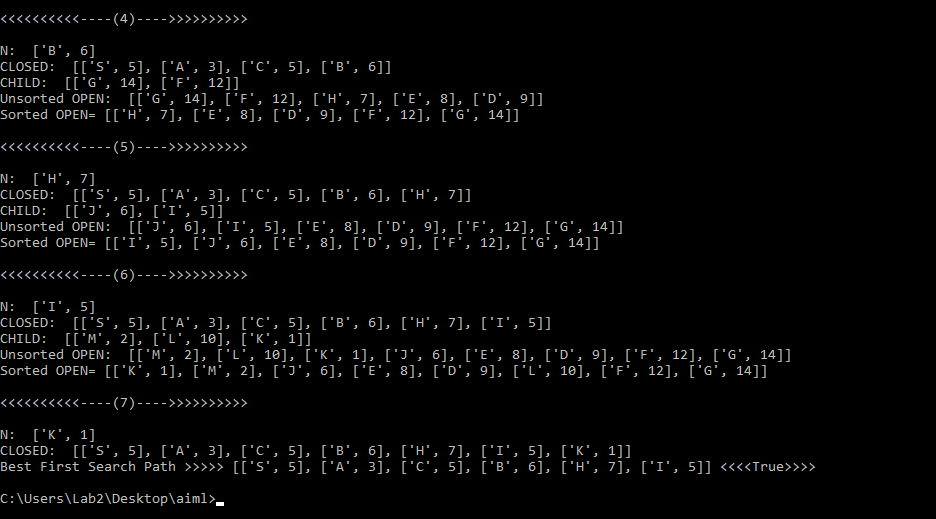 <<<<<<<<<<----(4)---->>>>>>>>>>
N:  ['B', 6]
CLOSED:  [['S', 5], ['A', 3], ['C', 5], ['B', 6]]
CHILD:  [['G', 14], ['F', 12]]
Unsorted OPEN:  [['G', 14], ['F', 12], ['H', 7], ['E', 8], ['D', 9]]
Sorted OPEN= [['H', 7], ['E', 8], ['D', 9], ['F', 12], ['G', 14]]
<<<<<<<<<<----(5)---->>>>>>>>>>
N:  ['H', 7]
CLOSED:  [['S', 5], ['A', 3], ['C', 5], ['B', 6], ['H', 7]]
CHILD:  [['J', 6], ['I', 5]]
Unsorted OPEN:  [['J', 6], ['I', 5], ['E', 8], ['D', 9], ['F', 12], ['G', 14]]
Sorted OPEN= [['I', 5], ['J', 6], ['E', 8], ['D', 9], ['F', 12], ['G', 14]]
<<<<<<<<<<----(6)---->>>>>>>>>>
N:  ['I', 5]
CLOSED:  [['S', 5], ['A', 3], ['C', 5], ['B', 6], ['H', 7], ['I', 5]]
CHILD:  [['M', 2], ['L', 10], ['K', 1]]
Unsorted OPEN:  [['M', 2], ['L', 10], ['K', 1], ['J', 6], ['E', 8], ['D', 9], ['F', 12], ['G', 14]]
Sorted OPEN= [['K', 1], ['M', 2], ['J', 6], ['E', 8], ['D', 9], ['L', 10], ['F', 12], ['G', 14]]
<<<<<<<<<<----(7)---->>>>>>>>>>
N:  ['K', 1]
CLOSED:  [['S', 5], ['A', 3], ['C', 5], ['B', 6], ['H', 7], ['I', 5], ['K', 1]]
Best First Search Path >>>>> [['S', 5], ['A', 3], ['C', 5], ['B', 6], ['H', 7], ['I', 5]] <<<<True>>>>
C:\Users\Lab2\Desktop\aiml>